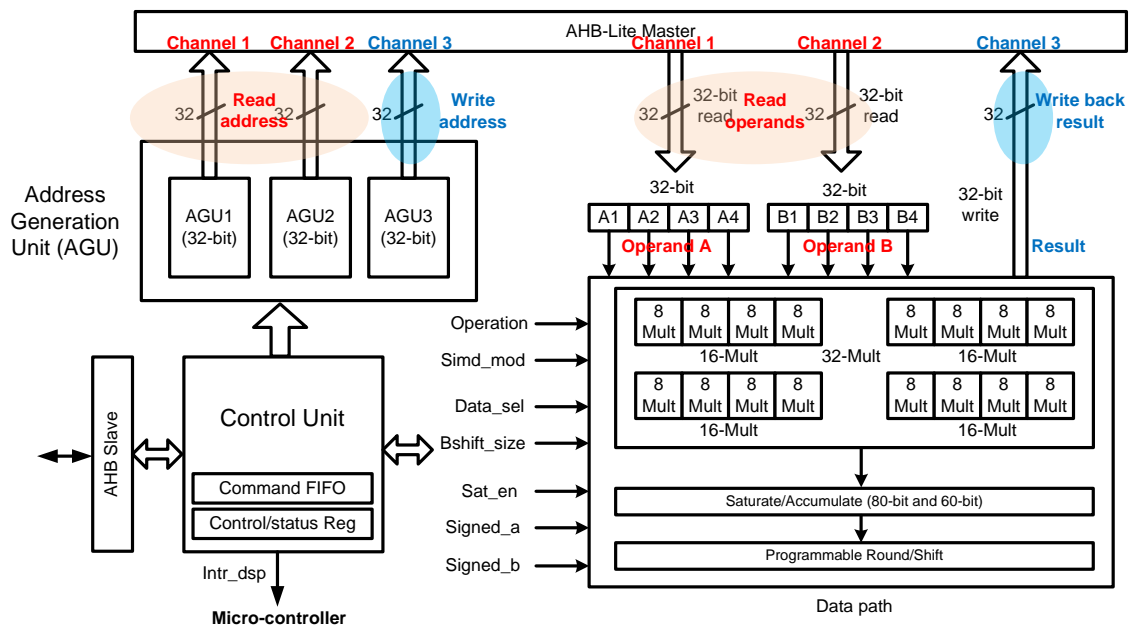 AHB-Lite Master
Channel 1
Channel 2
Channel 3
Channel 1
Channel 2
Channel 3
32
Read
address
32
32
Write
address
32
32-bit
read
Read
operands
32
32-bit
read
32
Write back
result
Address
Generation
Unit (AGU)
AGU1
(32-bit)
AGU2
(32-bit)
AGU3
(32-bit)
32-bit
32-bit
32-bit
write
A1 A2 A3 A4
B1 B2 B3 B4
Operand A
Operand B
Result
Operation
Simd_mod
Data_sel
Bshift_size
Sat_en
Signed_a
Signed_b
8 8 8 8
Mult Mult Mult Mult
16-Mult
8 8 8 8
Mult Mult Mult Mult
16-Mult
32-Mult
8 8 8 8
Mult Mult Mult Mult
16-Mult
8 8 8 8
Mult Mult Mult Mult
16-Mult
Saturate/Accumulate (80-bit and 60-bit)
Programmable Round/Shift
Data path
AHB Slave
Control Unit
Command FIFO
Control/status Reg
Intr_dsp
Micro-controller